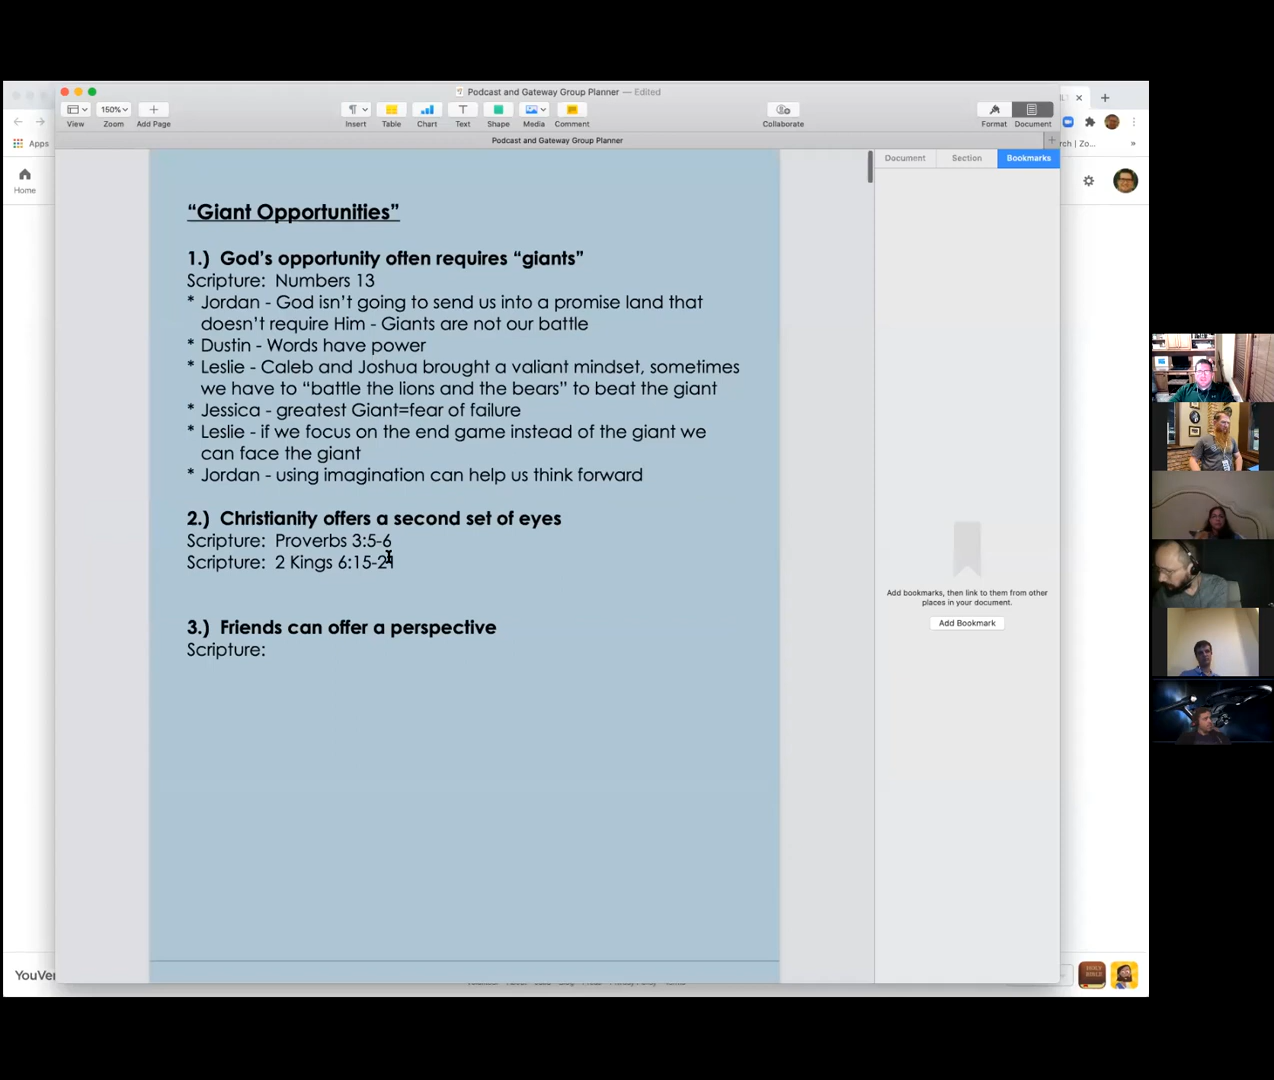 Podcast and Gateway Group Planner — Edited
150%
View
Zoom
Add Page
Insert
Table
Chart
Text
Shape
Media
Comment
Collaborate
Format
Document
Podcast and Gateway Group Planner
Apps
Home
Document
Section
Bookmarks
“Giant Opportunities”
1.) God’s opportunity often requires “giants”
Scripture: Numbers 13
* Jordan - God isn’t going to send us into a promise land that
doesn’t require Him - Giants are not our battle
* Dustin - Words have power
* Leslie - Caleb and Joshua brought a valiant mindset, sometimes
we have to “battle the lions and the bears” to beat the giant
* Jessica - greatest Giant=fear of failure
* Leslie - if we focus on the end game instead of the giant we
can face the giant
* Jordan - using imagination can help us think forward
2.) Christianity offers a second set of eyes
Scripture: Proverbs 3:5-6
Scripture: 2 Kings 6:15-21
3.) Friends can offer a perspective
Scripture:
Add bookmarks, then link to them from other
places in your document.
Add Bookmark
HOLY
BIBLE